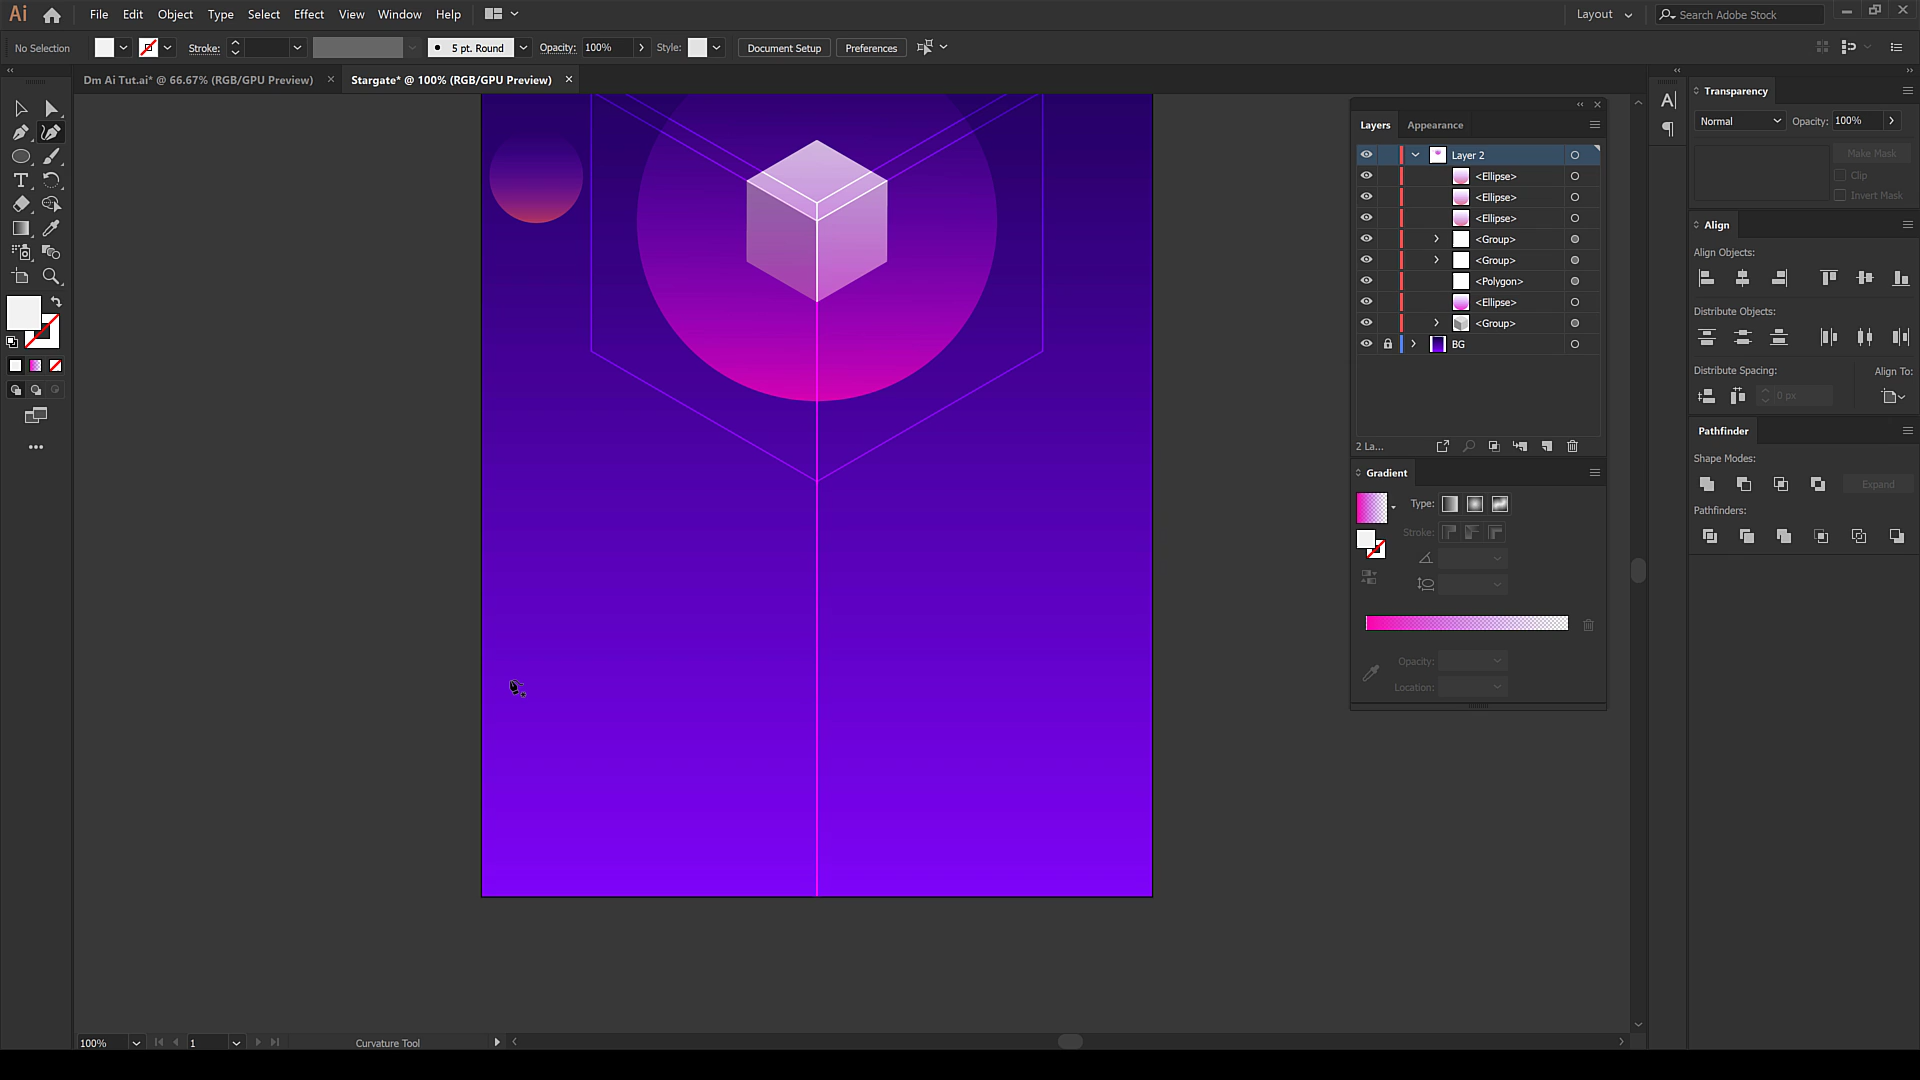 Ai File Edit Object Type Select Effect View Window Help Layout Search Adobe Stock
No Selection Stroke: 5 pt. Round Opacity: 100% Style: Document Setup Preferences
Dm Ai Tut.ai* @ 66.67% (RGB/GPU Preview) × Stargate* @ 100% (RGB/GPU Preview) ×
Transparency
Normal Opacity: 100%
Make Mask
Clip
Invert Mask
Layers Appearance
Layer 2
<Ellipse>
<Ellipse>
<Ellipse>
<Group>
<Group>
<Polygon>
<Ellipse>
<Group>
BG
2 La...
Align
Align Objects:
Distribute Objects:
Distribute Spacing: Align To:
0 px
Pathfinder
Shape Modes:
Expand
Pathfinders:
Gradient
Type:
Stroke:
Opacity:
Location:
100% 1 Curvature Tool